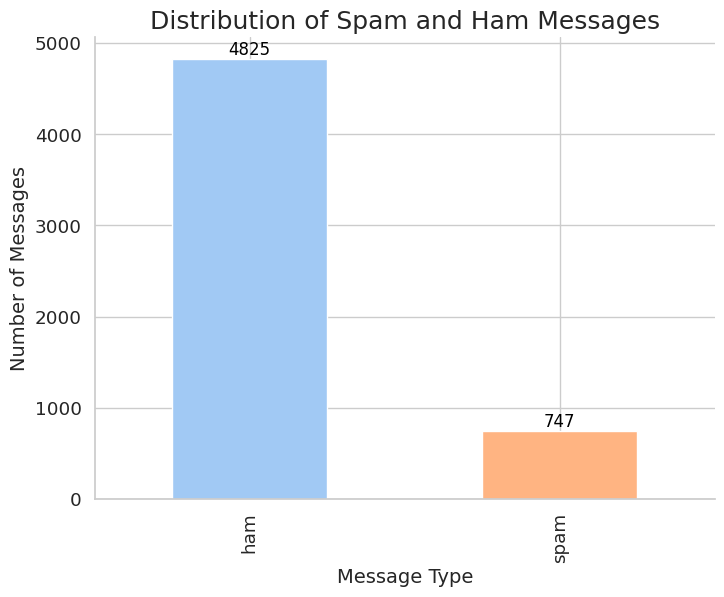 Distribution of Spam and Ham Messages
5000
4825
4000
3000
2000
1000
747
0
Number of Messages
ham
spam
Message Type